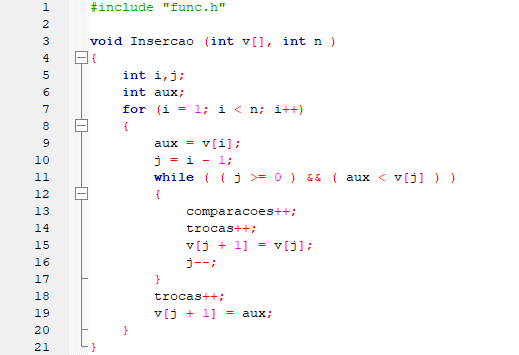 1 #include "func.h"
2
3 void Insercao (int v[], int n )
4 {
5 int i,j;
6 int aux;
7 for (i = 1; i < n; i++)
8 {
9 aux = v[i];
10 j = i - 1;
11 while ( ( j >= 0 ) && ( aux < v[j] ) )
12 {
13 comparacoes++;
14 trocas++;
15 v[j + 1] = v[j];
16 j--;
17 }
18 trocas++;
19 v[j + 1] = aux;
20 }
21 }